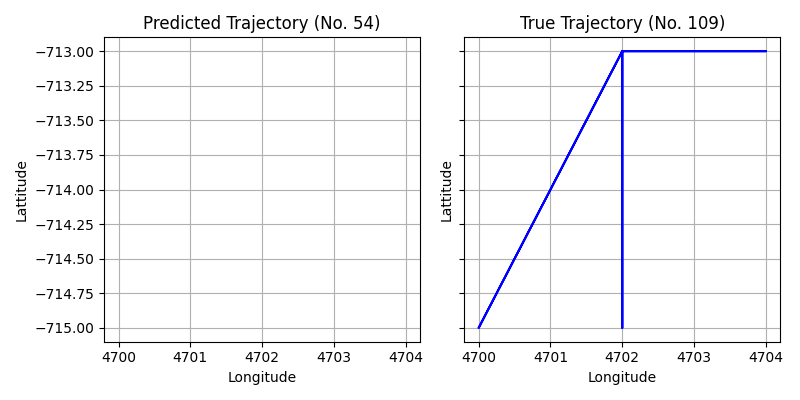 Predicted Trajectory (No. 54)
Lattitude
−713.00
−713.25
−713.50
−713.75
−714.00
−714.25
−714.50
−714.75
−715.00
4700 4701 4702 4703 4704
Longitude
True Trajectory (No. 109)
Lattitude
4700 4701 4702 4703 4704
Longitude